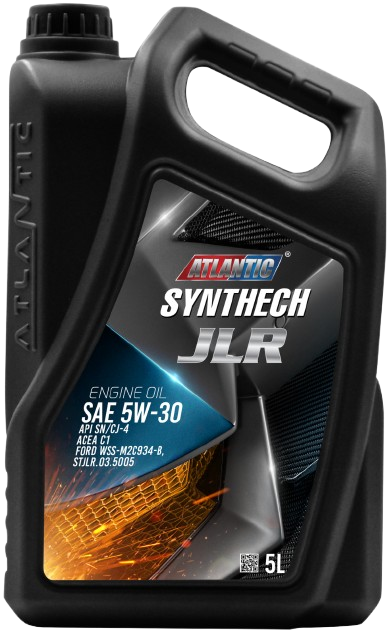 ATLANTIC
ATLANTIC®
SYNTHECH
JLR
ENGINE OIL
SAE 5W-30
API SN/CJ-4
ACEA C1
FORD WSS-M2C934-B,
STJLR.03.5005
5L